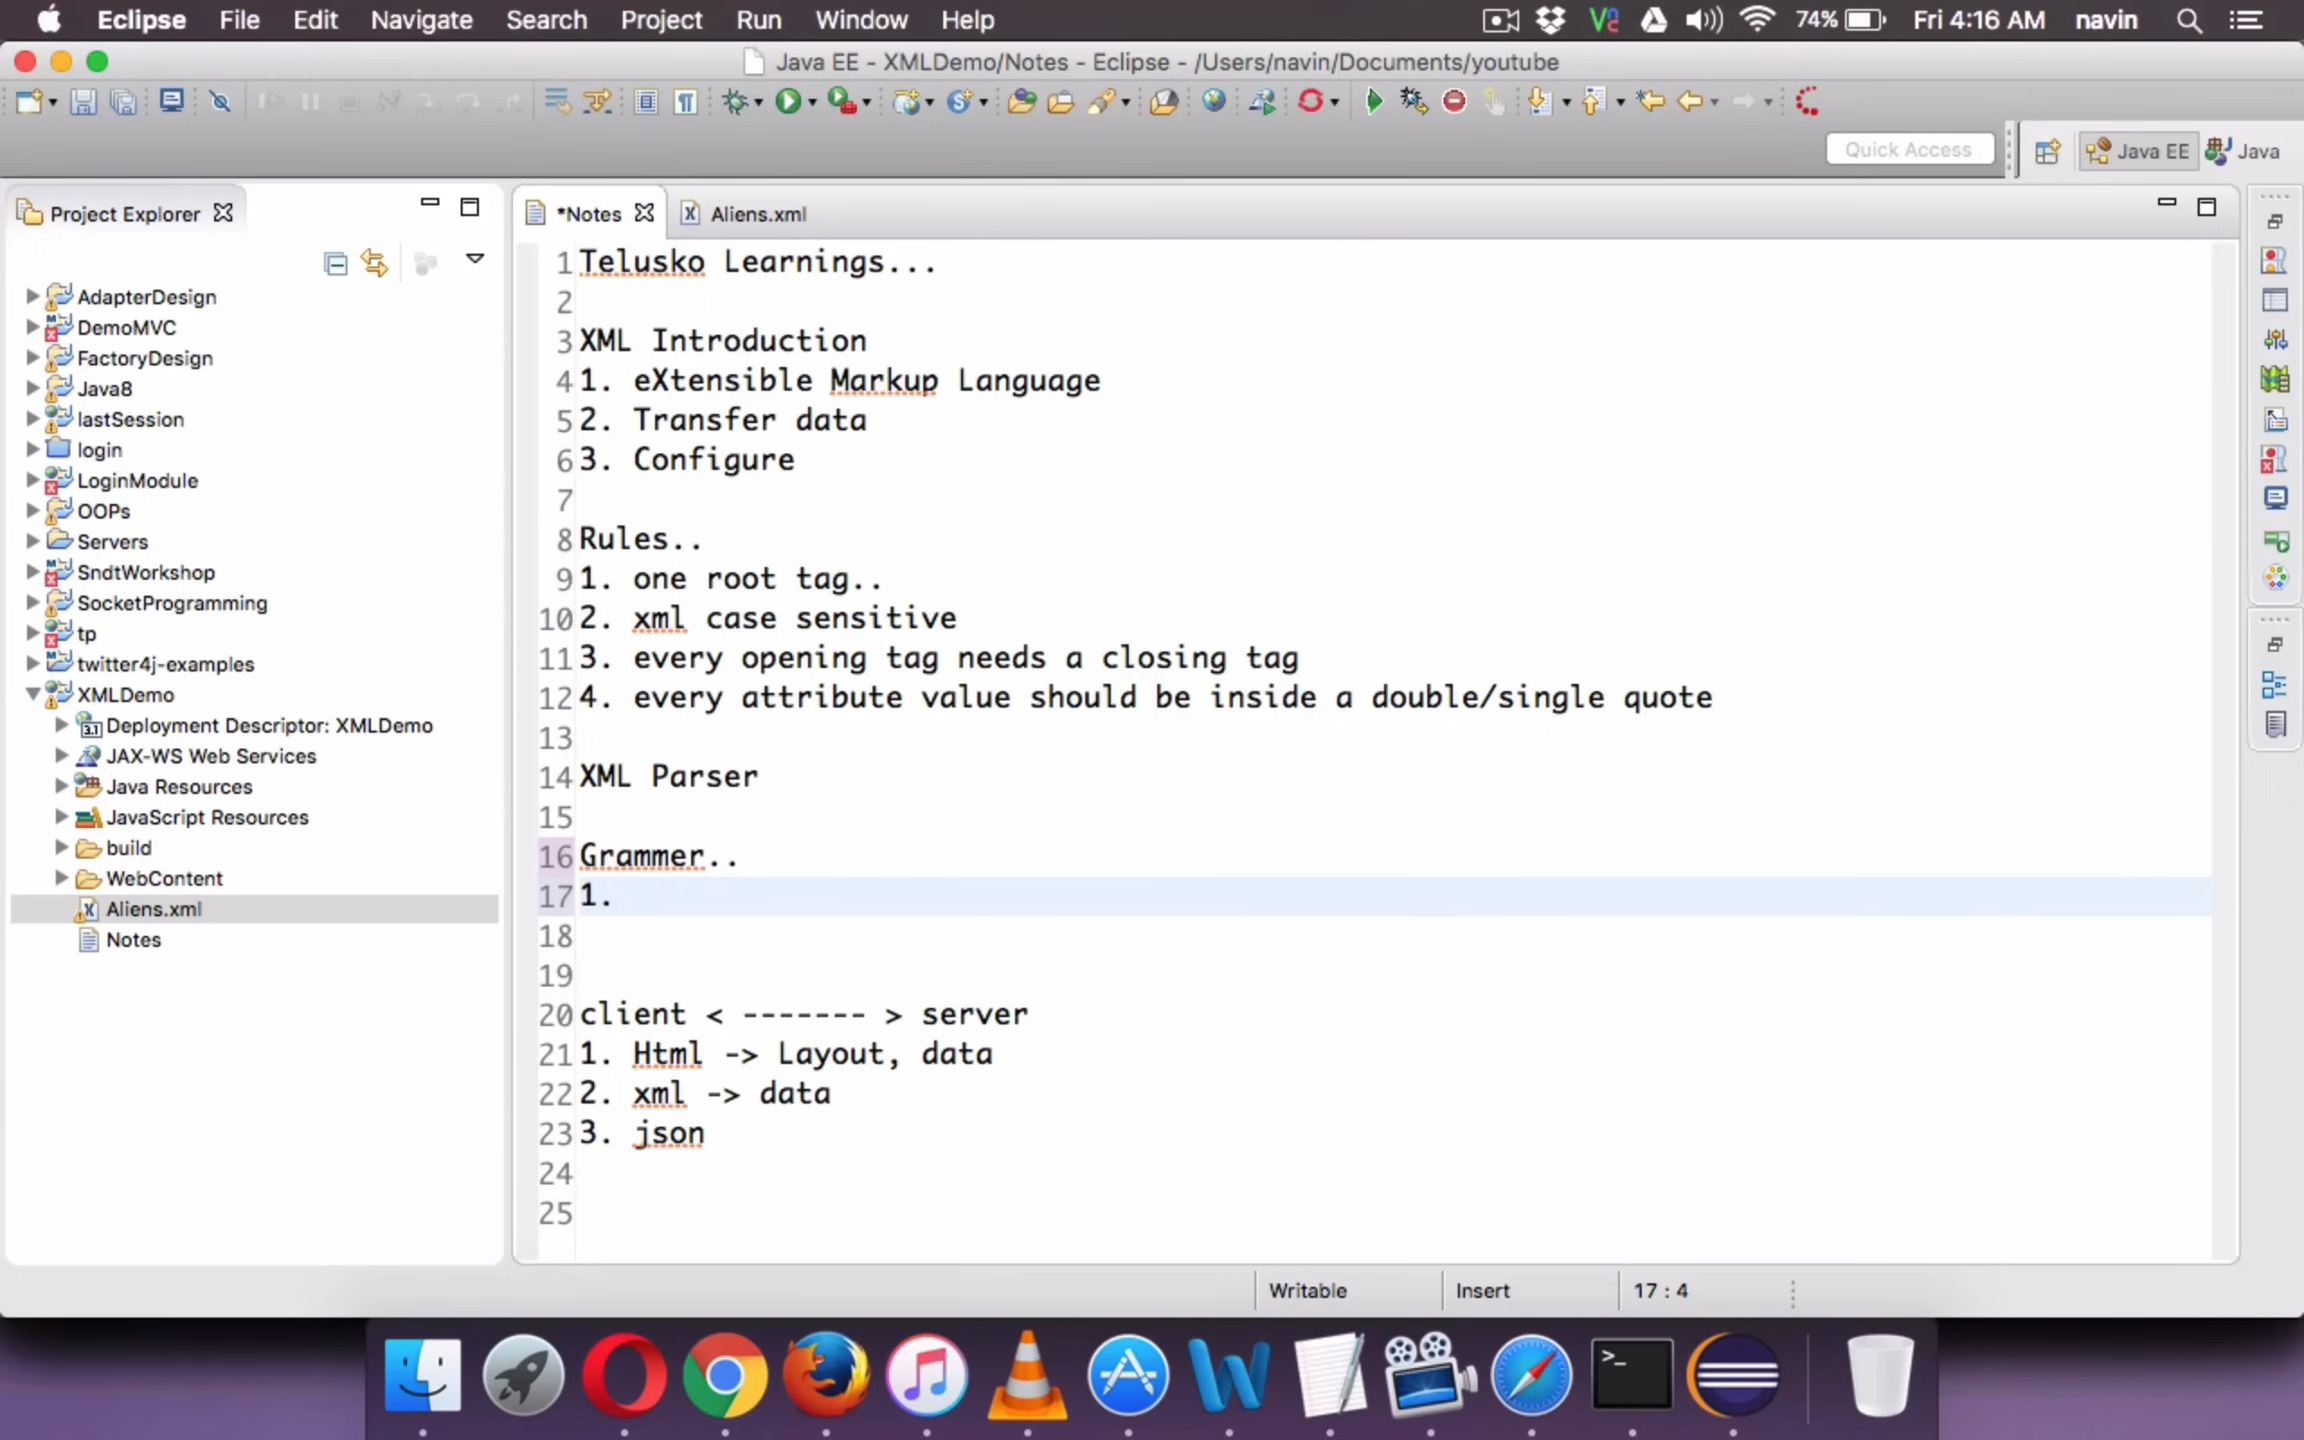 Eclipse File Edit Navigate Search Project Run Window Help 74% Fri 4:16 AM navin
Java EE - XMLDemo/Notes - Eclipse - /Users/navin/Documents/youtube
Quick Access Java EE Java
Project Explorer
AdapterDesign
DemoMVC
FactoryDesign
Java8
lastSession
login
LoginModule
OOPs
Servers
SndtWorkshop
SocketProgramming
tp
twitter4j-examples
XMLDemo
Deployment Descriptor: XMLDemo
JAX-WS Web Services
Java Resources
JavaScript Resources
build
WebContent
Aliens.xml
Notes
*Notes Aliens.xml
1 Telusko Learnings...
2
3 XML Introduction
4 1. eXtensible Markup Language
5 2. Transfer data
6 3. Configure
7
8 Rules..
9 1. one root tag..
10 2. xml case sensitive
11 3. every opening tag needs a closing tag
12 4. every attribute value should be inside a double/single quote
13
14 XML Parser
15
16 Grammer..
17 1.
18
19
20 client < ------- > server
21 1. Html -> Layout, data
22 2. xml -> data
23 3. json
24
25
Writable Insert 17 : 4